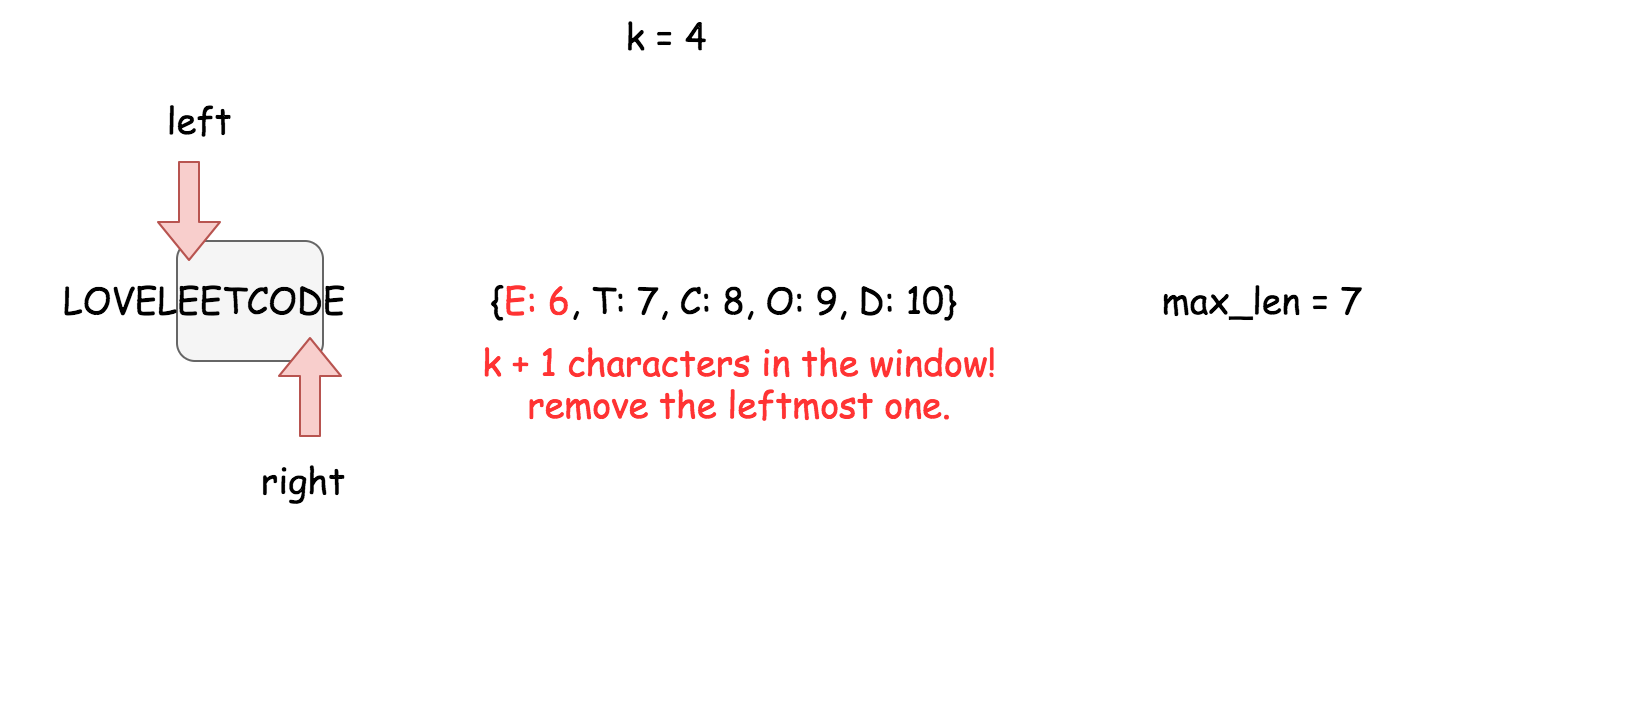 k = 4
left
LOVELEETCODE
{E: 6, T: 7, C: 8, O: 9, D: 10}
max_len = 7
k + 1 characters in the window!
remove the leftmost one.
right